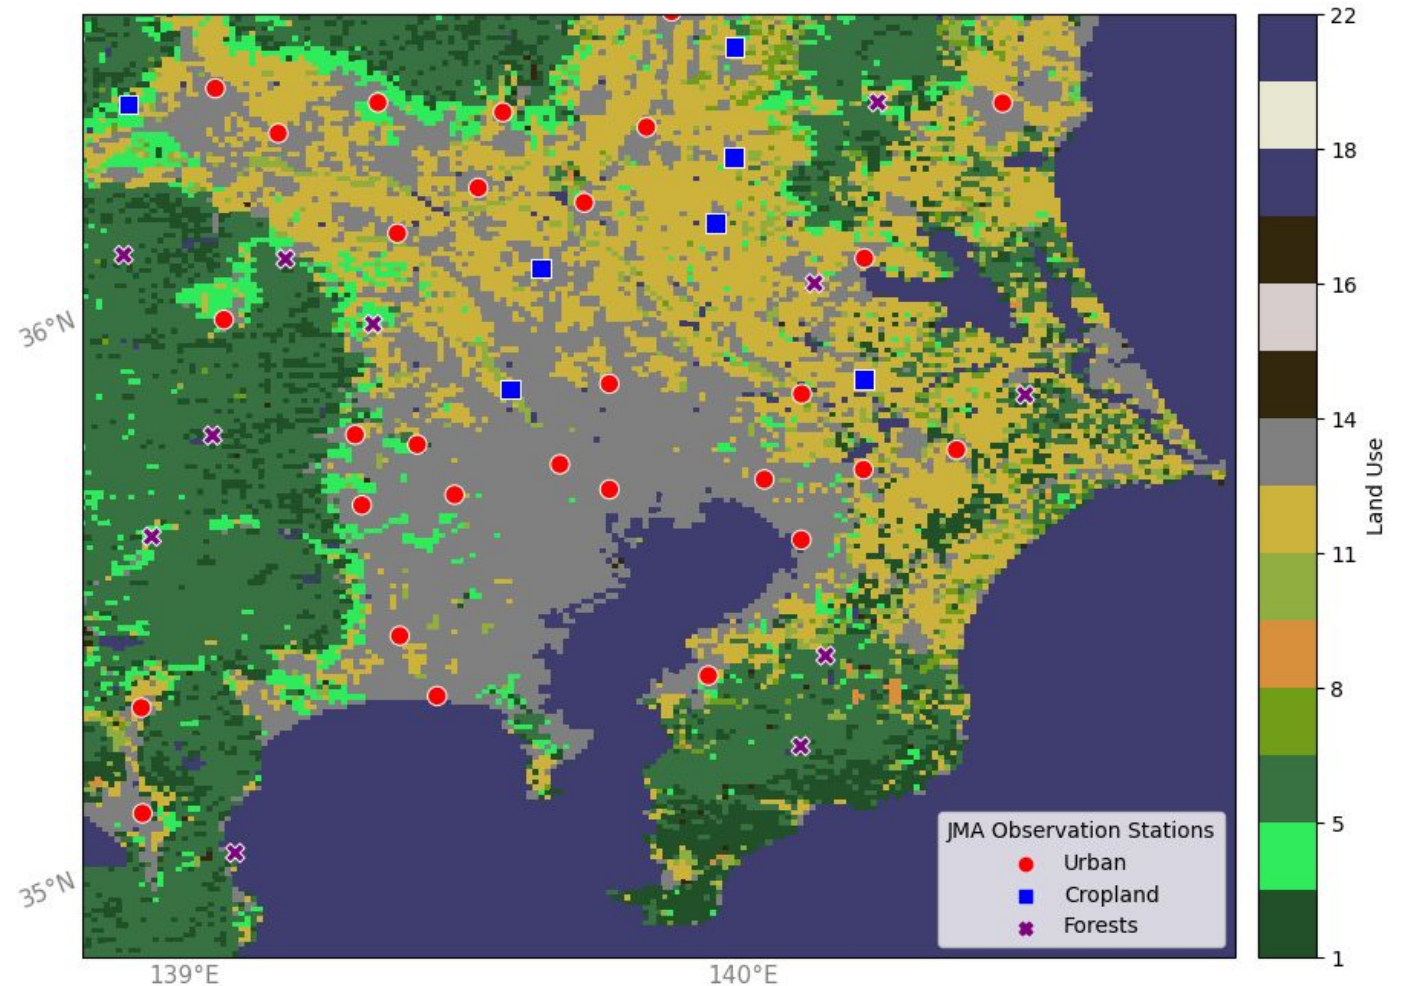 36°N
35°N
139°E
140°E
22
18
16
14
11
8
5
1
Land Use
JMA Observation Stations
Urban
Cropland
Forests